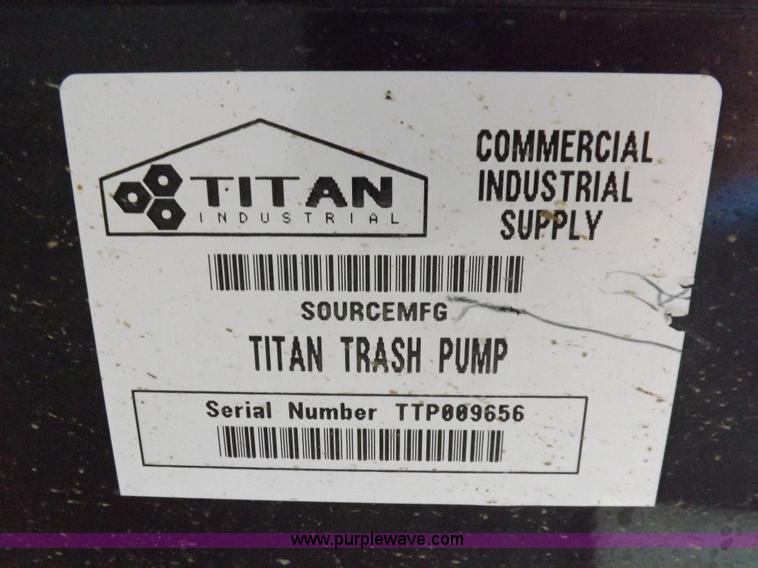 TITAN
INDUSTRIAL
COMMERCIAL
INDUSTRIAL
SUPPLY
SOURCEMFG
TITAN TRASH PUMP
Serial Number TTP009656
www.purplewave.com